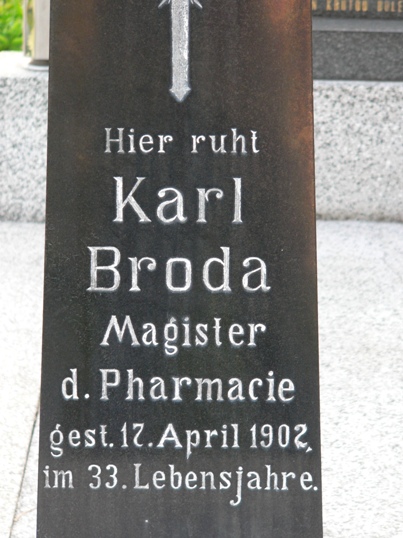 Hier ruht
Karl
Broda
Magister
d. Pharmacie
gest. 17. April 1902,
im 33. Lebensjahre.